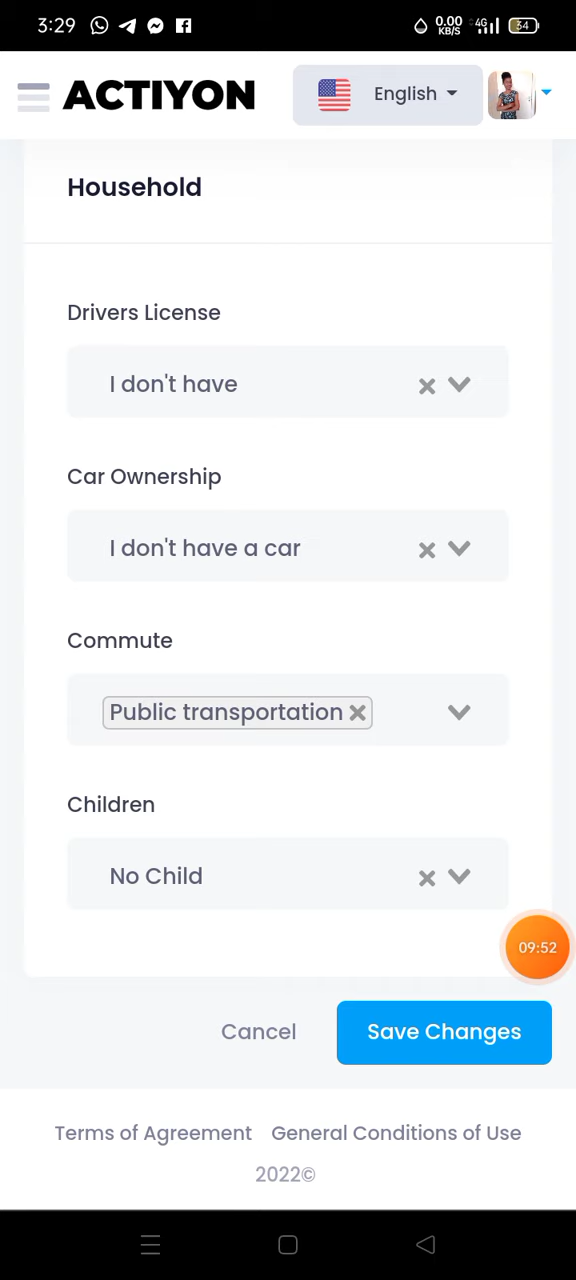 3:29 0.00 KB/S 4G 54
ACTIYON English
Household
Drivers License
I don't have
Car Ownership
I don't have a car
Commute
Public transportation
Children
No Child
09:52
Cancel Save Changes
Terms of Agreement General Conditions of Use
2022©